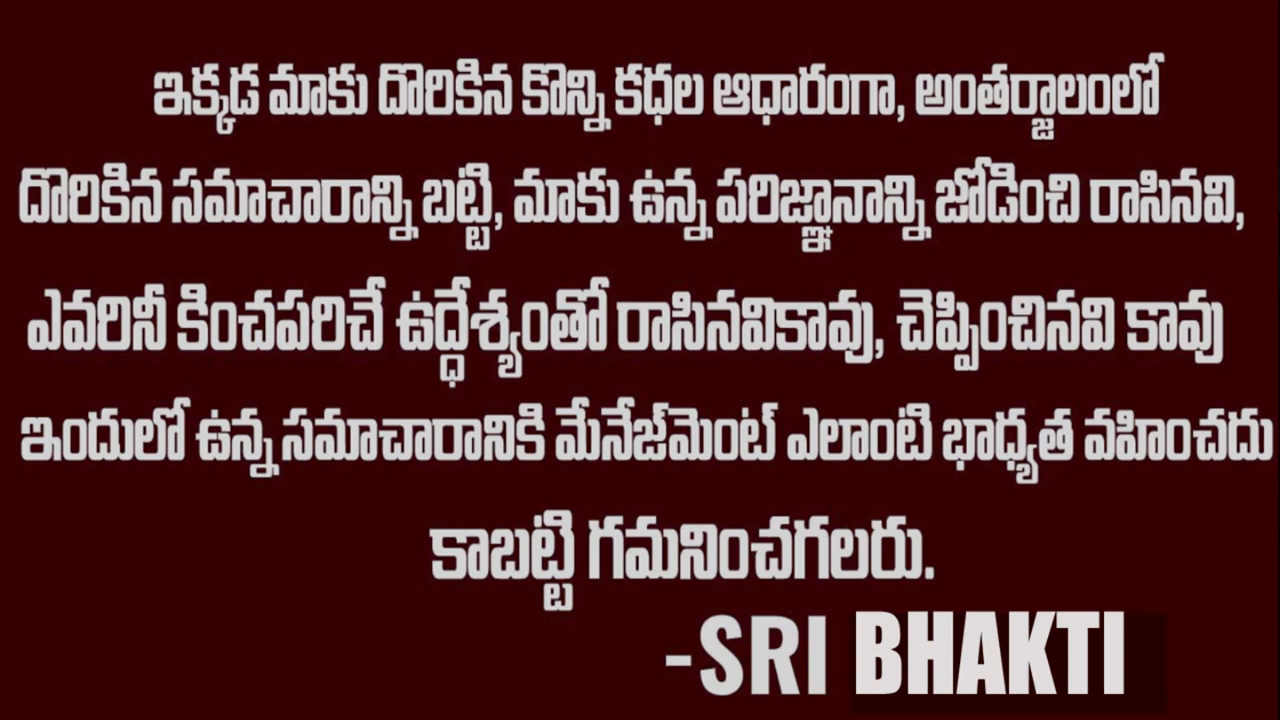 ఇక్కడ మాకు దొరికిన కొన్ని కధల ఆధారంగా, అంతర్జాలంలో
దొరికిన సమాచారాన్ని బట్టి, మాకు ఉన్న పరిజ్ఞానాన్ని జోడించి రాసినవి,
ఎవరినీ కించపరిచే ఉద్ధేశ్యంతో రాసినవికావు, చెప్పించినవి కావు
ఇందులో ఉన్న సమాచారానికి మేనేజ్‌మెంట్ ఎలాంటి భాధ్యత వహించదు
కాబట్టి గమనించగలరు.
-SRI BHAKTI